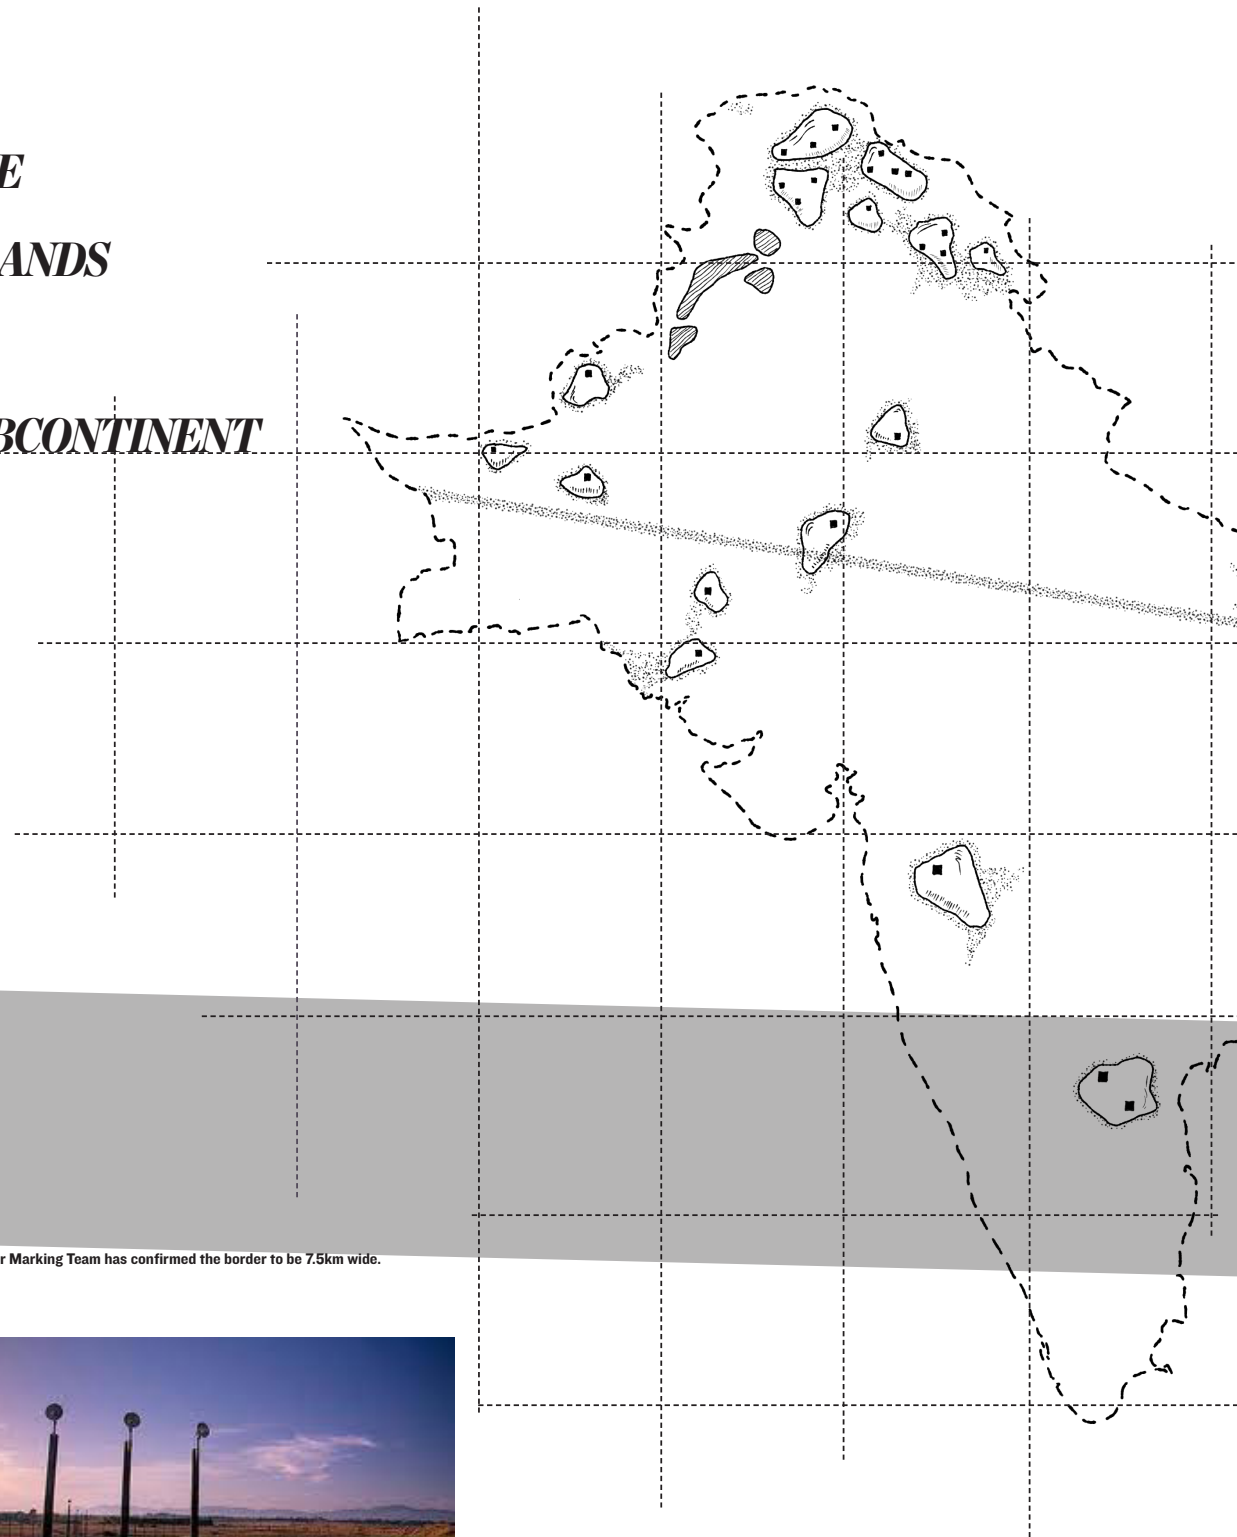 E
ANDS
BCONTINENT
r Marking Team has confirmed the border to be 7.5km wide.